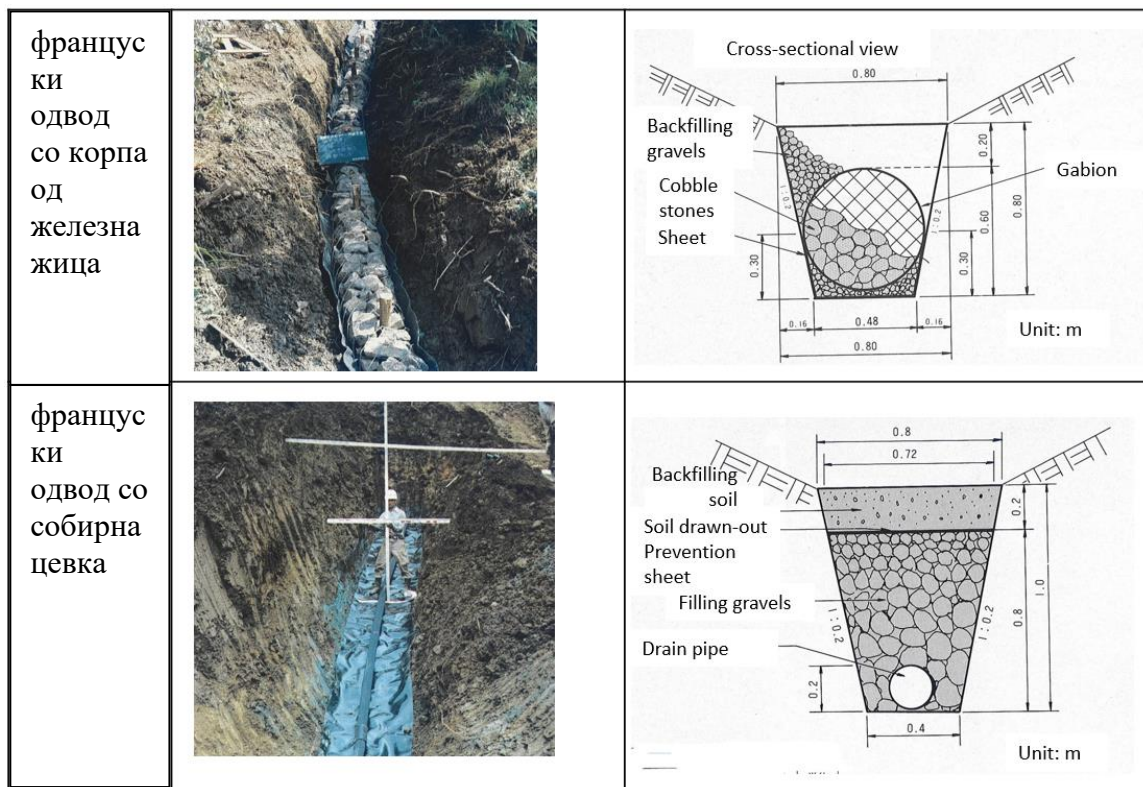 францус
ки
одвод
со корпа
од
железна
жица
Cross-sectional view
0.80
Backfilling
gravels
Cobble
stones
Sheet
Gabion
0.20
0.60
0.80
0.30
0.30
1:0.2
1:0.2
0.16
0.48
0.16
0.80
Unit: m
францус
ки
одвод со
собирна
цевка
0.8
0.72
Backfilling
soil
Soil drawn-out
Prevention
sheet
Filling gravels
Drain pipe
0.2
0.8
1.0
1:0.2
1:0.2
0.2
0.4
Unit: m